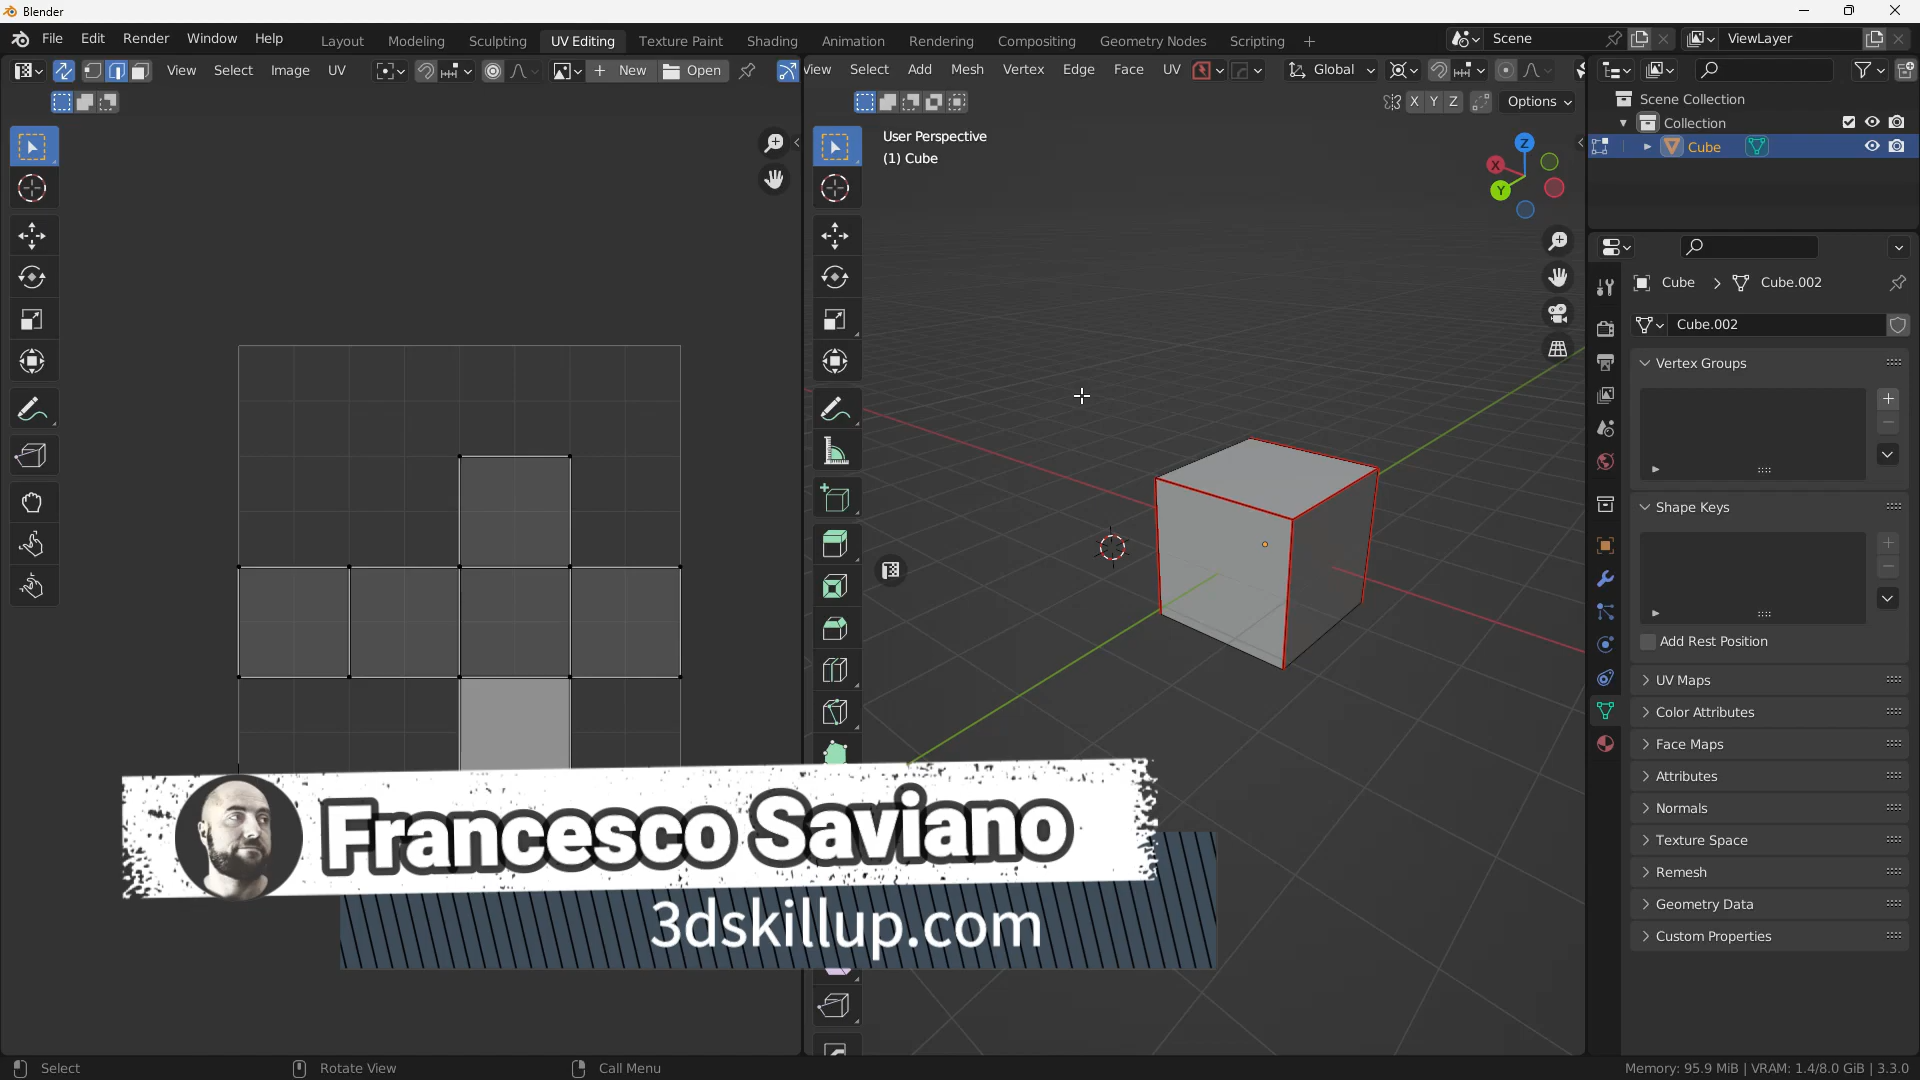 Blender
File Edit Render Window Help Layout Modeling Sculpting UV Editing Texture Paint Shading Animation Rendering Compositing Geometry Nodes Scripting + Scene ViewLayer
View Select Image UV New Open View Select Add Mesh Vertex Edge Face UV Global
X Y Z Options
User Perspective
(1) Cube
Z
X
Y
Scene Collection
Collection
Cube
Cube > Cube.002
Cube.002
Vertex Groups
Shape Keys
Add Rest Position
UV Maps
Color Attributes
Face Maps
Attributes
Normals
Texture Space
Remesh
Geometry Data
Custom Properties
Francesco Saviano
3dskillup.com
Select Rotate View Call Menu Memory: 95.9 MiB | VRAM: 1.4/8.0 GiB | 3.3.0